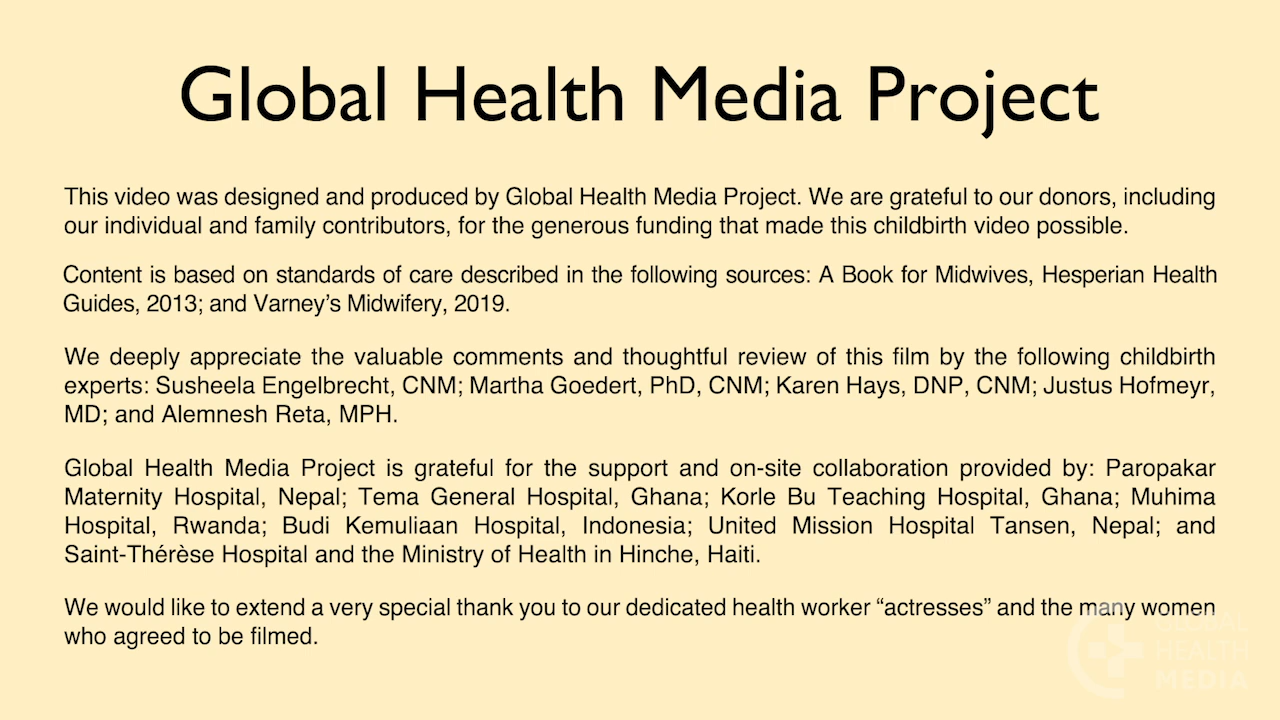 Global Health Media Project
This video was designed and produced by Global Health Media Project. We are grateful to our donors, including
our individual and family contributors, for the generous funding that made this childbirth video possible.
Content is based on standards of care described in the following sources: A Book for Midwives, Hesperian Health
Guides, 2013; and Varney’s Midwifery, 2019.
We deeply appreciate the valuable comments and thoughtful review of this film by the following childbirth
experts: Susheela Engelbrecht, CNM; Martha Goedert, PhD, CNM; Karen Hays, DNP, CNM; Justus Hofmeyr,
MD; and Alemnesh Reta, MPH.
Global Health Media Project is grateful for the support and on-site collaboration provided by: Paropakar
Maternity Hospital, Nepal; Tema General Hospital, Ghana; Korle Bu Teaching Hospital, Ghana; Muhima
Hospital, Rwanda; Budi Kemuliaan Hospital, Indonesia; United Mission Hospital Tansen, Nepal; and
Saint-Thérèse Hospital and the Ministry of Health in Hinche, Haiti.
We would like to extend a very special thank you to our dedicated health worker “actresses” and the many women
who agreed to be filmed.
GLOBAL
HEALTH
MEDIA